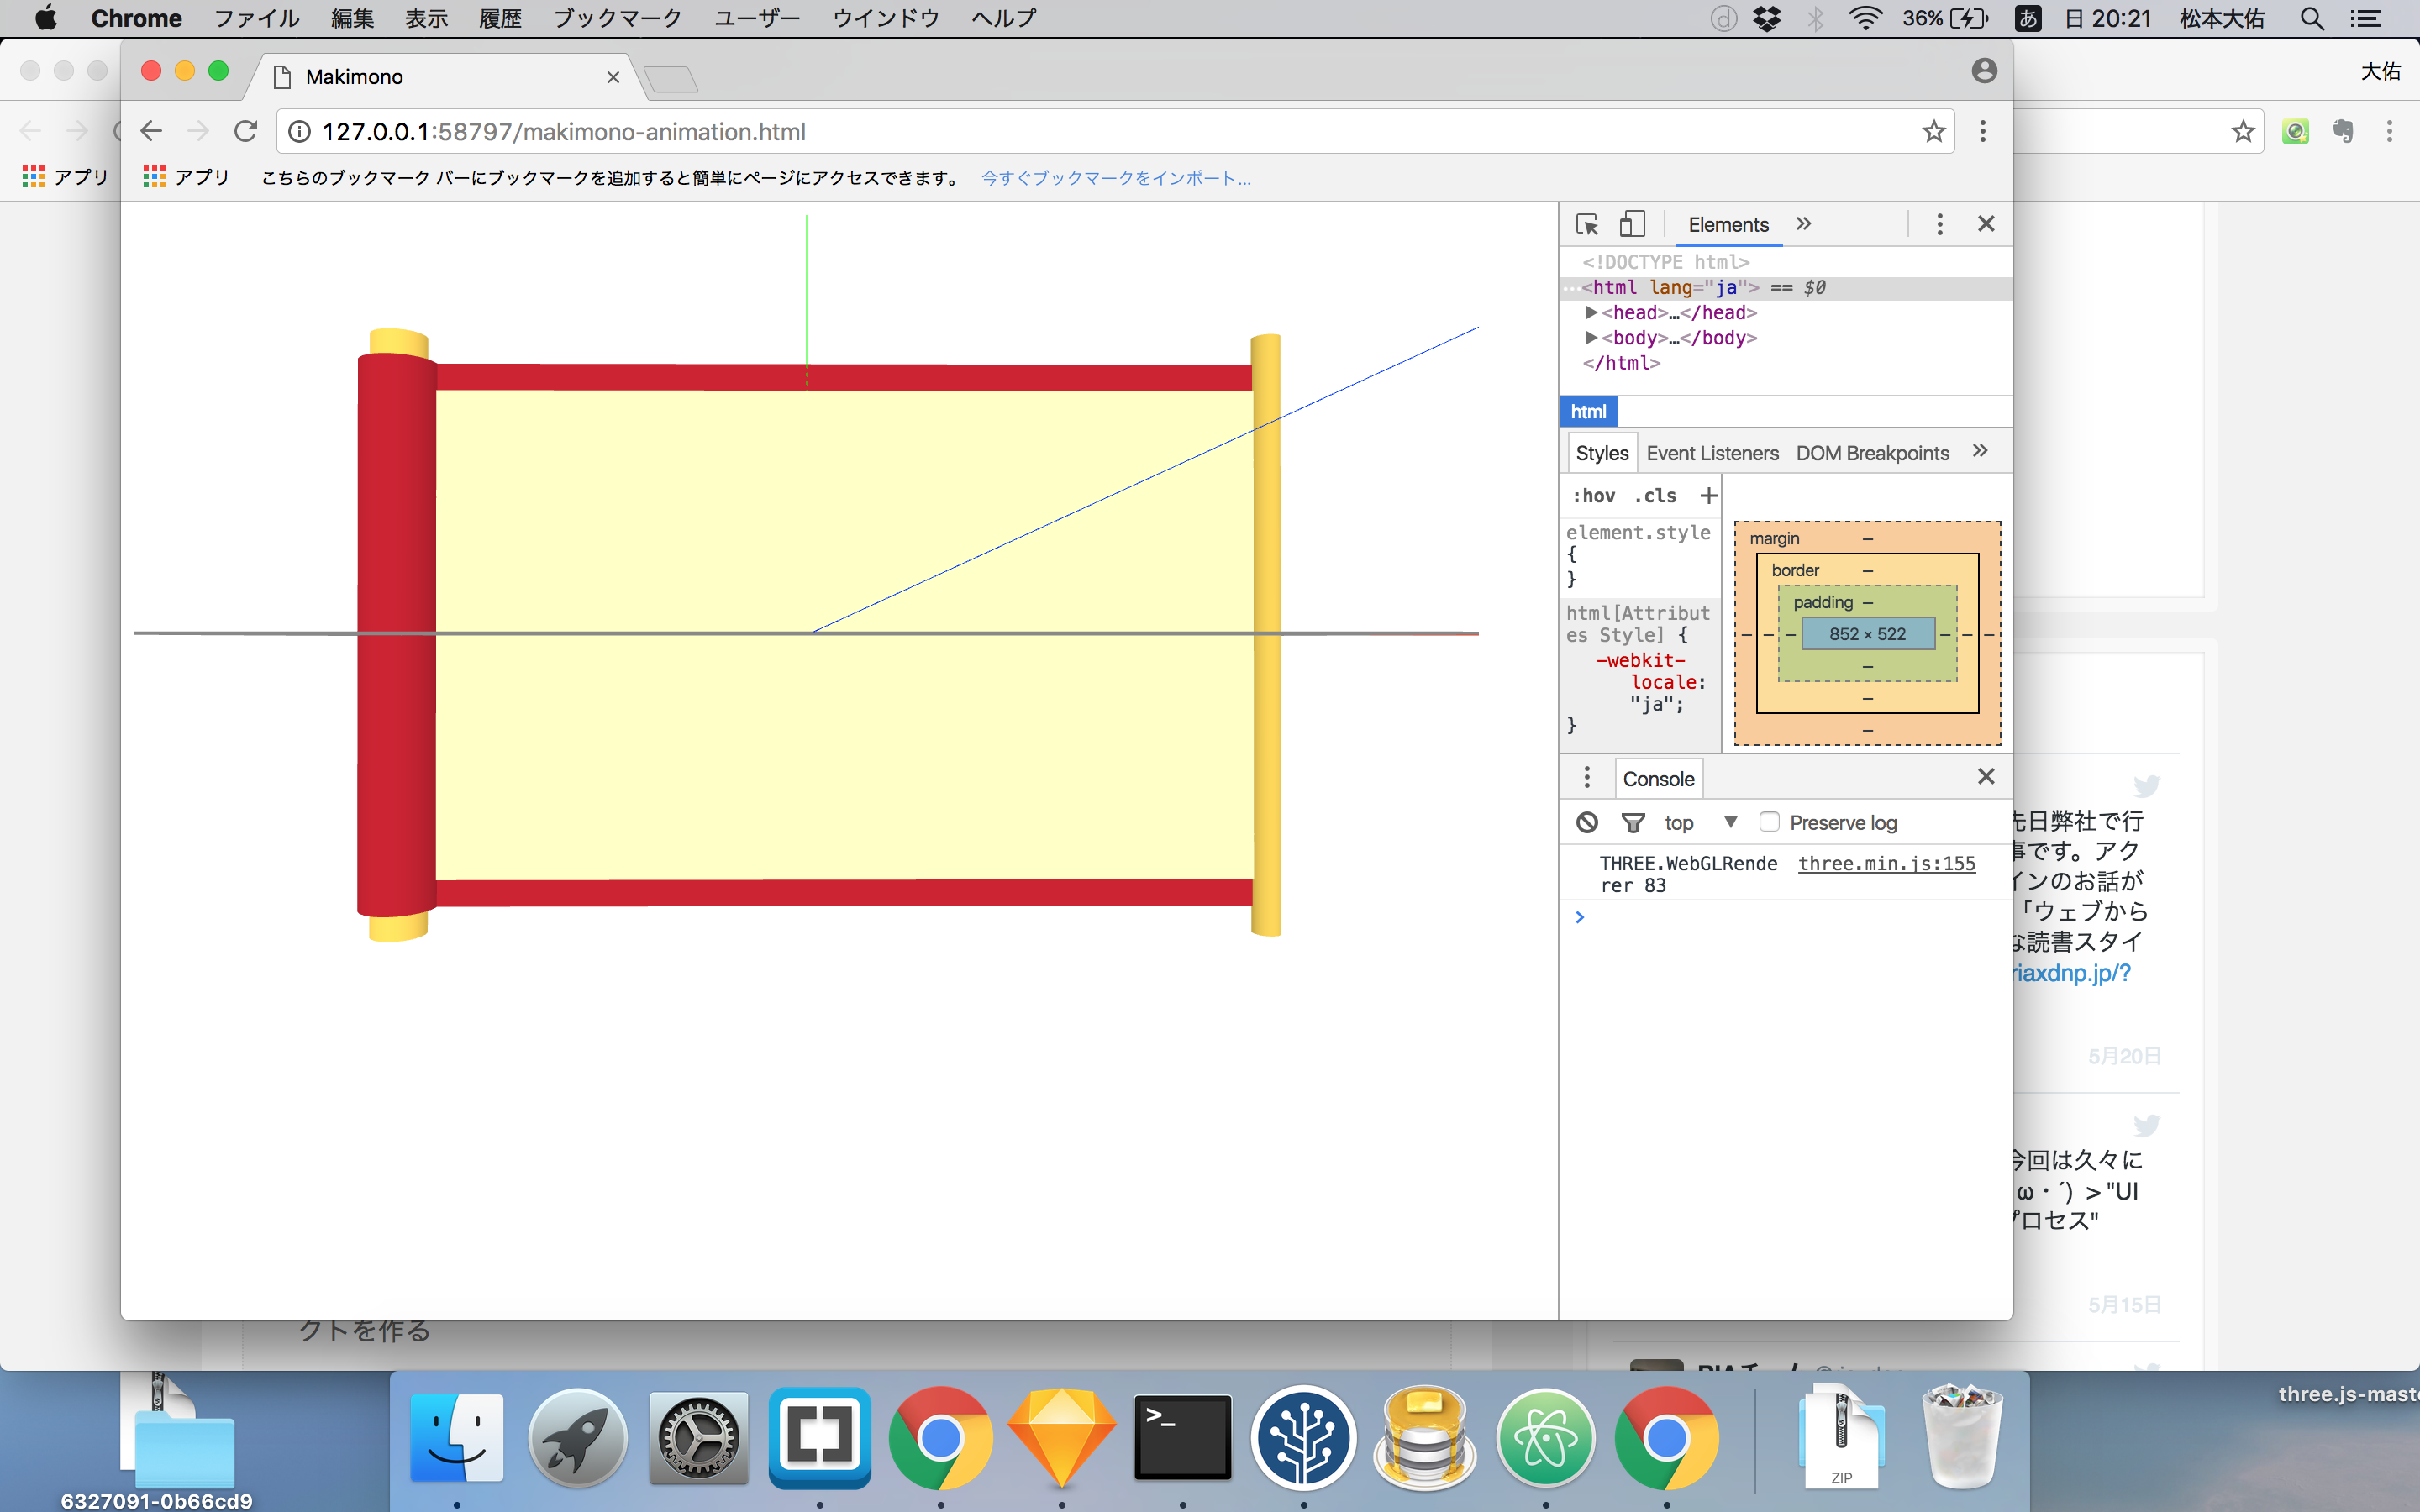 Chrome ファイル 編集 表示 履歴 ブックマーク ユーザー ウインドウ ヘルプ 36% あ 日 20:21 松本大佑
Makimono
大佑
127.0.0.1:58797/makimono-animation.html
アプリ アプリ こちらのブックマーク バーにブックマークを追加すると簡単にページにアクセスできます。 今すぐブックマークをインポート...
Elements
<!DOCTYPE html>
…<html lang="ja"> == $0
▶<head>…</head>
▶<body>…</body>
</html>
html
Styles Event Listeners DOM Breakpoints
:hov .cls +
element.style
{
}
html[Attribut
es Style] {
-webkit-
locale:
"ja";
}
margin –
border –
padding –
– – – 852 × 522 – – –
–
–
–
Console
top ▼ Preserve log
THREE.WebGLRende three.min.js:155
rer 83
>
先日弊社で行
事です。アク
インのお話が
「ウェブから
な読書スタイ
riaxdnp.jp/?
5月20日
今回は久々に
ω・´) ＞"UI
プロセス"
5月15日
クトを作る
three.js-maste
6327091-0b66cd9
>_
ZIP